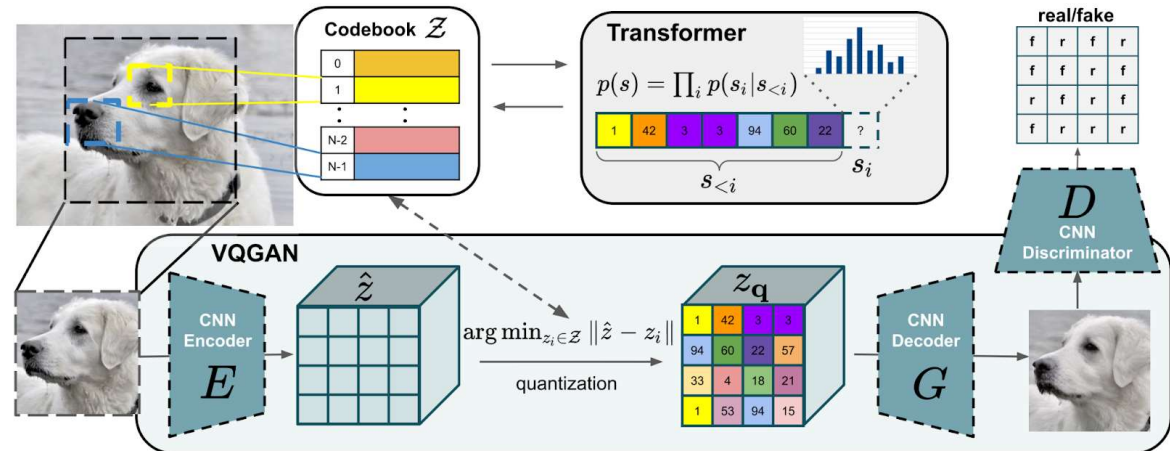 Codebook 𝒵
0
1
: :
N-2
N-1
Transformer
p(s) = ∏ᵢ p(sᵢ|s<ᵢ)
1 42 3 3 94 60 22 ?
s<ᵢ
sᵢ
real/fake
f r f r
f f r r
r f r f
r r r r
D
CNN
Discriminator
VQGAN
CNN
Encoder
E
ẑ
arg min_{zᵢ∈𝒵} ‖ẑ − zᵢ‖
quantization
z_q
1 42 3 3
94 60 22 57
33 4 18 21
1 53 94 15
CNN
Decoder
G